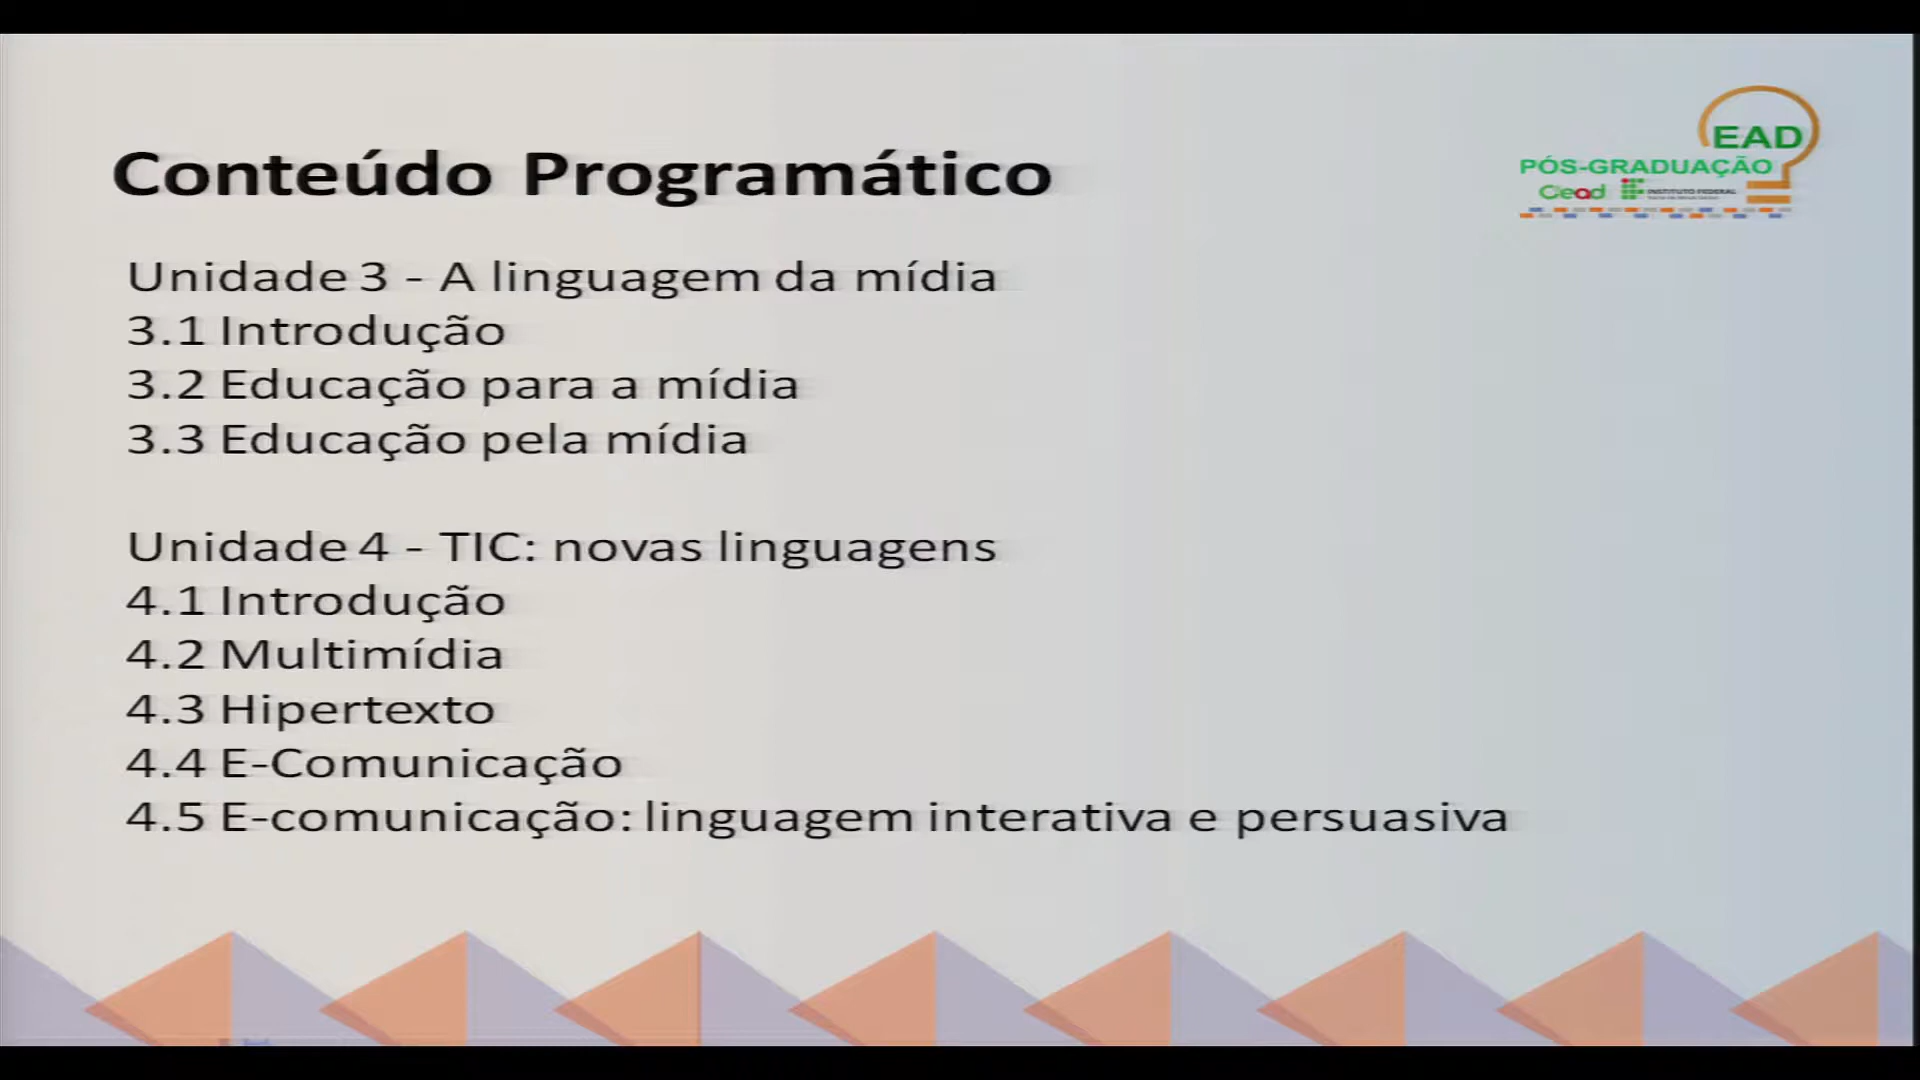 Conteúdo Programático
EAD
PÓS-GRADUAÇÃO
Cead
INSTITUTO FEDERAL
Unidade 3 - A linguagem da mídia
3.1 Introdução
3.2 Educação para a mídia
3.3 Educação pela mídia
Unidade 4 - TIC: novas linguagens
4.1 Introdução
4.2 Multimídia
4.3 Hipertexto
4.4 E-Comunicação
4.5 E-comunicação: linguagem interativa e persuasiva